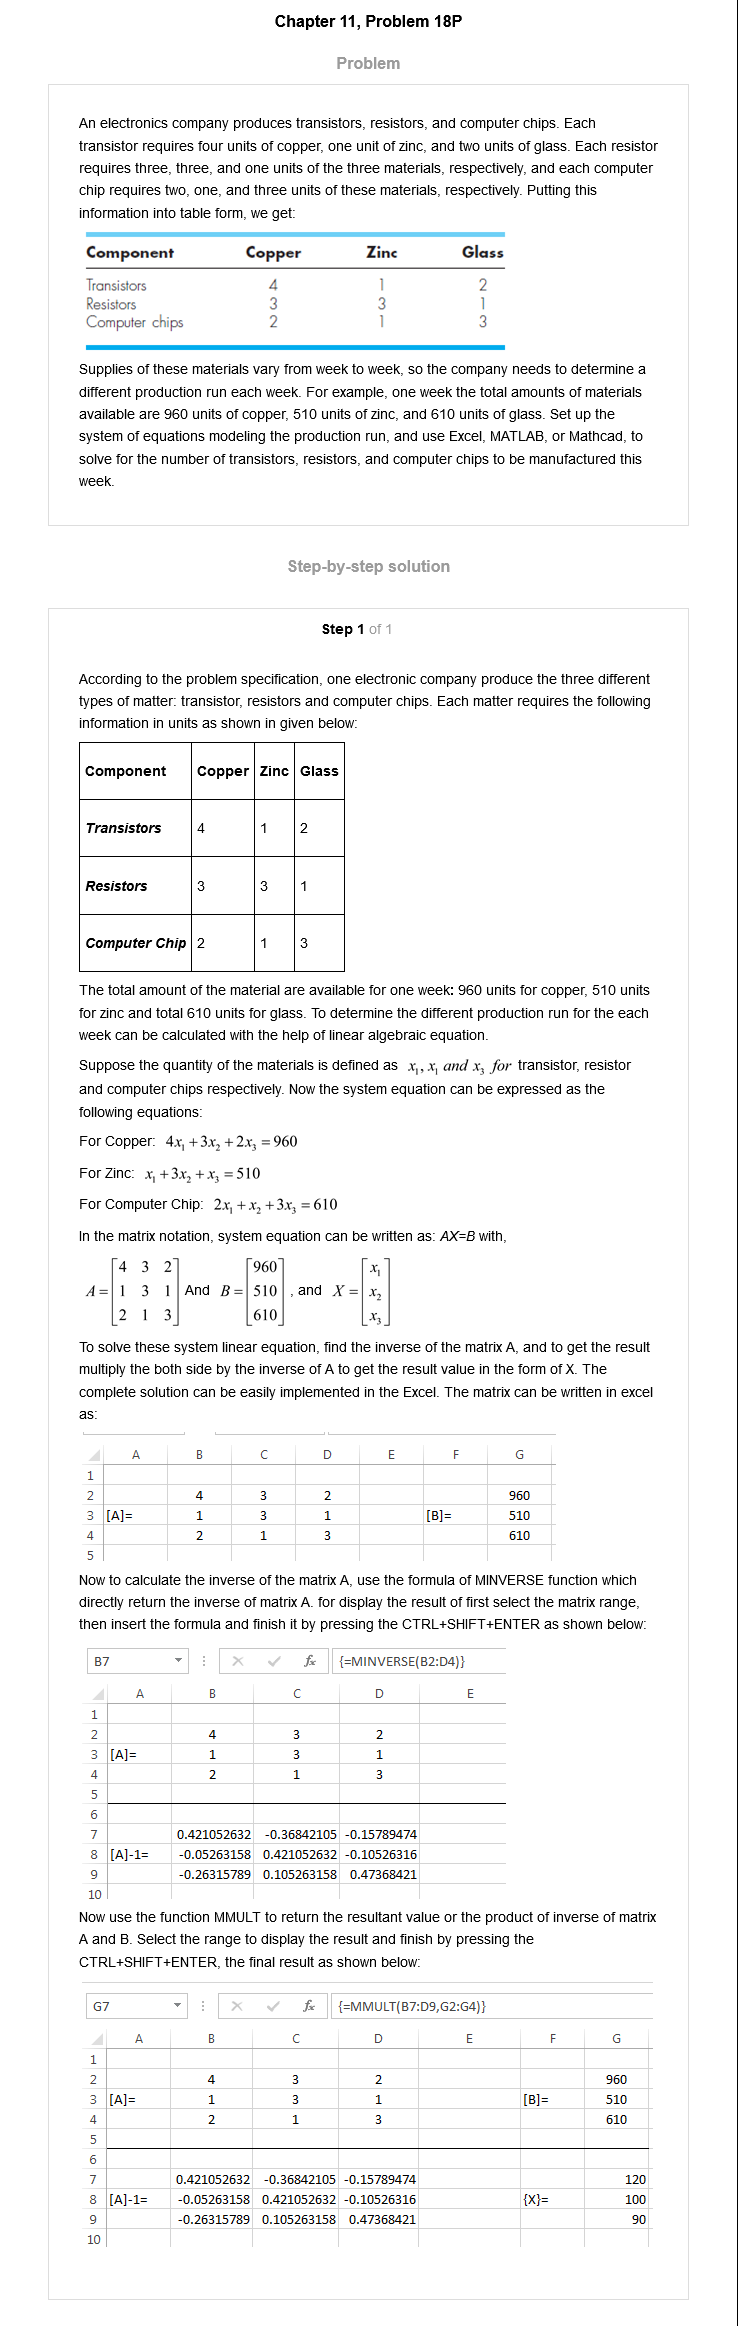 Chapter 11, Problem 18P
Problem
An electronics company produces transistors, resistors, and computer chips. Each
transistor requires four units of copper, one unit of zinc, and two units of glass. Each resistor
requires three, three, and one units of the three materials, respectively, and each computer
chip requires two, one, and three units of these materials, respectively. Putting this
information into table form, we get:
Component Copper Zinc Glass
Transistors 4 1 2
Resistors 3 3 1
Computer chips 2 1 3
Supplies of these materials vary from week to week, so the company needs to determine a
different production run each week. For example, one week the total amounts of materials
available are 960 units of copper, 510 units of zinc, and 610 units of glass. Set up the
system of equations modeling the production run, and use Excel, MATLAB, or Mathcad, to
solve for the number of transistors, resistors, and computer chips to be manufactured this
week.
Step-by-step solution
Step 1 of 1
According to the problem specification, one electronic company produce the three different
types of matter: transistor, resistors and computer chips. Each matter requires the following
information in units as shown in given below:
Component Copper Zinc Glass
Transistors 4 1 2
Resistors 3 3 1
Computer Chip 2 1 3
The total amount of the material are available for one week: 960 units for copper, 510 units
for zinc and total 610 units for glass. To determine the different production run for the each
week can be calculated with the help of linear algebraic equation.
Suppose the quantity of the materials is defined as x₁, x₁ and x₃ for transistor, resistor
and computer chips respectively. Now the system equation can be expressed as the
following equations:
For Copper: 4x₁ + 3x₂ + 2x₃ = 960
For Zinc: x₁ + 3x₂ + x₃ = 510
For Computer Chip: 2x₁ + x₂ + 3x₃ = 610
In the matrix notation, system equation can be written as: AX=B with,
4 3 2 960 x₁
A = 1 3 1 And B = 510 , and X = x₂
2 1 3 610 x₃
To solve these system linear equation, find the inverse of the matrix A, and to get the result
multiply the both side by the inverse of A to get the result value in the form of X. The
complete solution can be easily implemented in the Excel. The matrix can be written in excel
as:
A B C D E F G
1
2 4 3 2 960
3 [A]= 1 3 1 [B]= 510
4 2 1 3 610
5
Now to calculate the inverse of the matrix A, use the formula of MINVERSE function which
directly return the inverse of matrix A. for display the result of first select the matrix range,
then insert the formula and finish it by pressing the CTRL+SHIFT+ENTER as shown below:
B7 fx {=MINVERSE(B2:D4)}
A B C D E
1
2 4 3 2
3 [A]= 1 3 1
4 2 1 3
5
6
7 0.421052632 -0.36842105 -0.15789474
8 [A]-1= -0.05263158 0.421052632 -0.10526316
9 -0.26315789 0.105263158 0.47368421
10
Now use the function MMULT to return the resultant value or the product of inverse of matrix
A and B. Select the range to display the result and finish by pressing the
CTRL+SHIFT+ENTER, the final result as shown below:
G7 fx {=MMULT(B7:D9,G2:G4)}
A B C D E F G
1
2 4 3 2 960
3 [A]= 1 3 1 [B]= 510
4 2 1 3 610
5
6
7 0.421052632 -0.36842105 -0.15789474 120
8 [A]-1= -0.05263158 0.421052632 -0.10526316 {X}= 100
9 -0.26315789 0.105263158 0.47368421 90
10